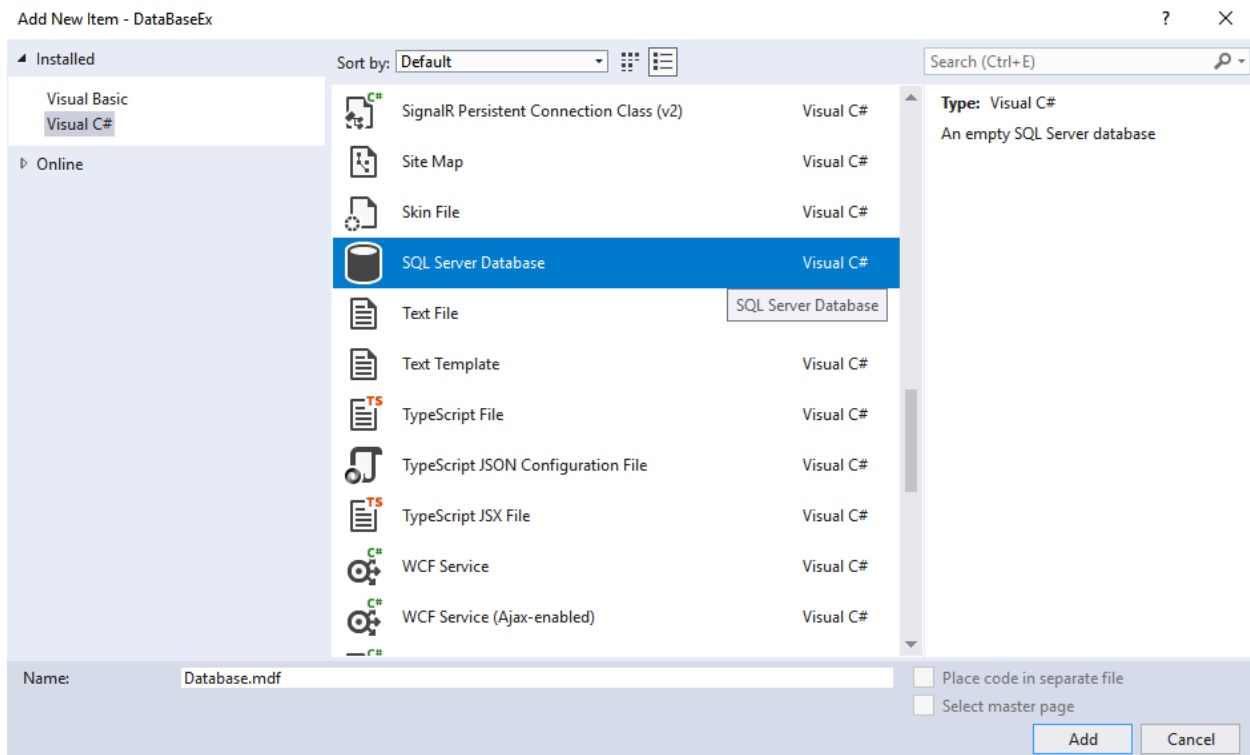 Add New Item - DataBaseEx
?
Installed
Visual Basic
Visual C#
Online
Sort by: Default
Search (Ctrl+E)
C# SignalR Persistent Connection Class (v2) Visual C#
Site Map Visual C#
Skin File Visual C#
SQL Server Database Visual C#
SQL Server Database
Text File
Text Template Visual C#
TS TypeScript File Visual C#
TypeScript JSON Configuration File Visual C#
TS TypeScript JSX File Visual C#
C# WCF Service Visual C#
C# WCF Service (Ajax-enabled) Visual C#
C#
Type: Visual C#
An empty SQL Server database
Name: Database.mdf
Place code in separate file
Select master page
Add Cancel